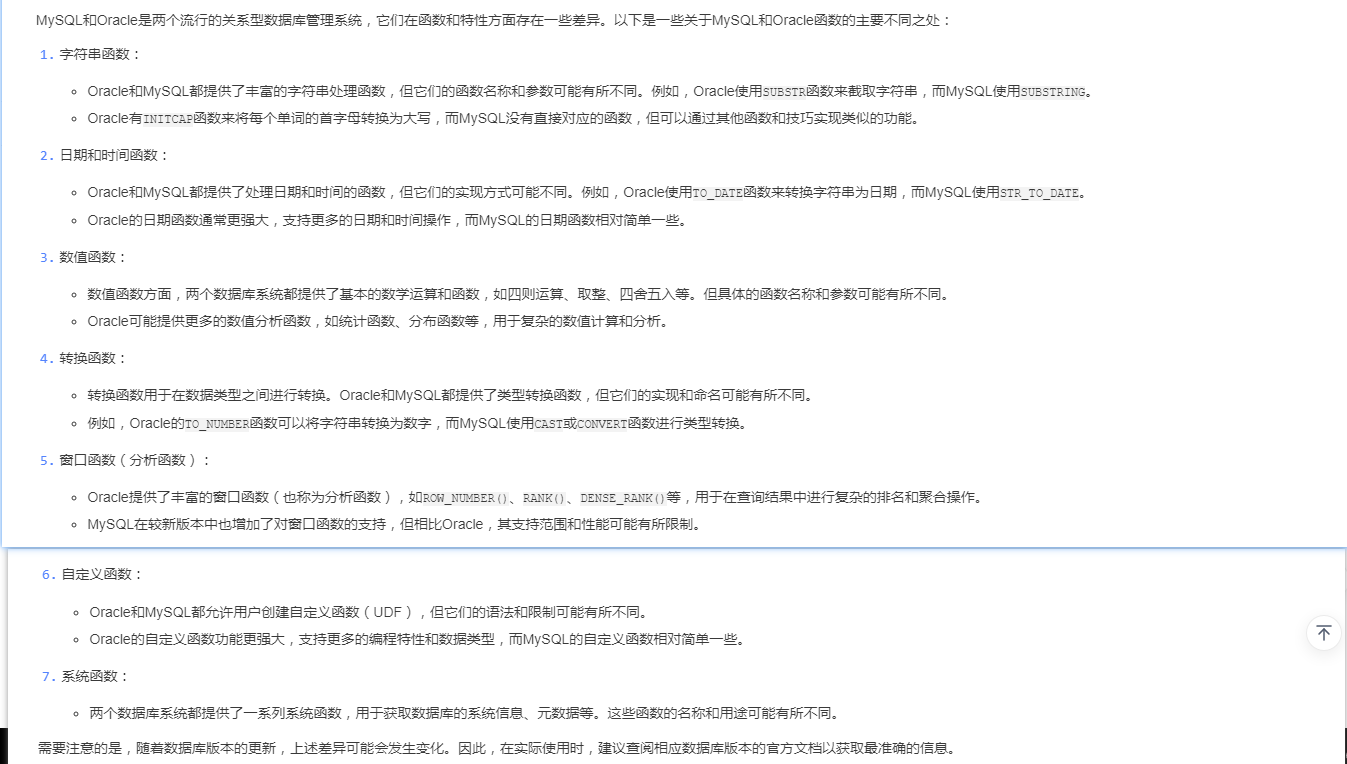 MySQL和Oracle是两个流行的关系型数据库管理系统，它们在函数和特性方面存在一些差异。以下是一些关于MySQL和Oracle函数的主要不同之处：
1. 字符串函数：
◦ Oracle和MySQL都提供了丰富的字符串处理函数，但它们的函数名称和参数可能有所不同。例如，Oracle使用SUBSTR函数来截取字符串，而MySQL使用SUBSTRING。
◦ Oracle有INITCAP函数来将每个单词的首字母转换为大写，而MySQL没有直接对应的函数，但可以通过其他函数和技巧实现类似的功能。
2. 日期和时间函数：
◦ Oracle和MySQL都提供了处理日期和时间的函数，但它们的实现方式可能不同。例如，Oracle使用TO_DATE函数来转换字符串为日期，而MySQL使用STR_TO_DATE。
◦ Oracle的日期函数通常更强大，支持更多的日期和时间操作，而MySQL的日期函数相对简单一些。
3. 数值函数：
◦ 数值函数方面，两个数据库系统都提供了基本的数学运算和函数，如四则运算、取整、四舍五入等。但具体的函数名称和参数可能有所不同。
◦ Oracle可能提供更多的数值分析函数，如统计函数、分布函数等，用于复杂的数值计算和分析。
4. 转换函数：
◦ 转换函数用于在数据类型之间进行转换。Oracle和MySQL都提供了类型转换函数，但它们的实现和命名可能有所不同。
◦ 例如，Oracle的TO_NUMBER函数可以将字符串转换为数字，而MySQL使用CAST或CONVERT函数进行类型转换。
5. 窗口函数（分析函数）：
◦ Oracle提供了丰富的窗口函数（也称为分析函数），如ROW_NUMBER()、RANK()、DENSE_RANK()等，用于在查询结果中进行复杂的排名和聚合操作。
◦ MySQL在较新版本中也增加了对窗口函数的支持，但相比Oracle，其支持范围和性能可能有所限制。
6. 自定义函数：
◦ Oracle和MySQL都允许用户创建自定义函数（UDF），但它们的语法和限制可能有所不同。
◦ Oracle的自定义函数功能更强大，支持更多的编程特性和数据类型，而MySQL的自定义函数相对简单一些。
7. 系统函数：
◦ 两个数据库系统都提供了一系列系统函数，用于获取数据库的系统信息、元数据等。这些函数的名称和用途可能有所不同。
需要注意的是，随着数据库版本的更新，上述差异可能会发生变化。因此，在实际使用时，建议查阅相应数据库版本的官方文档以获取最准确的信息。